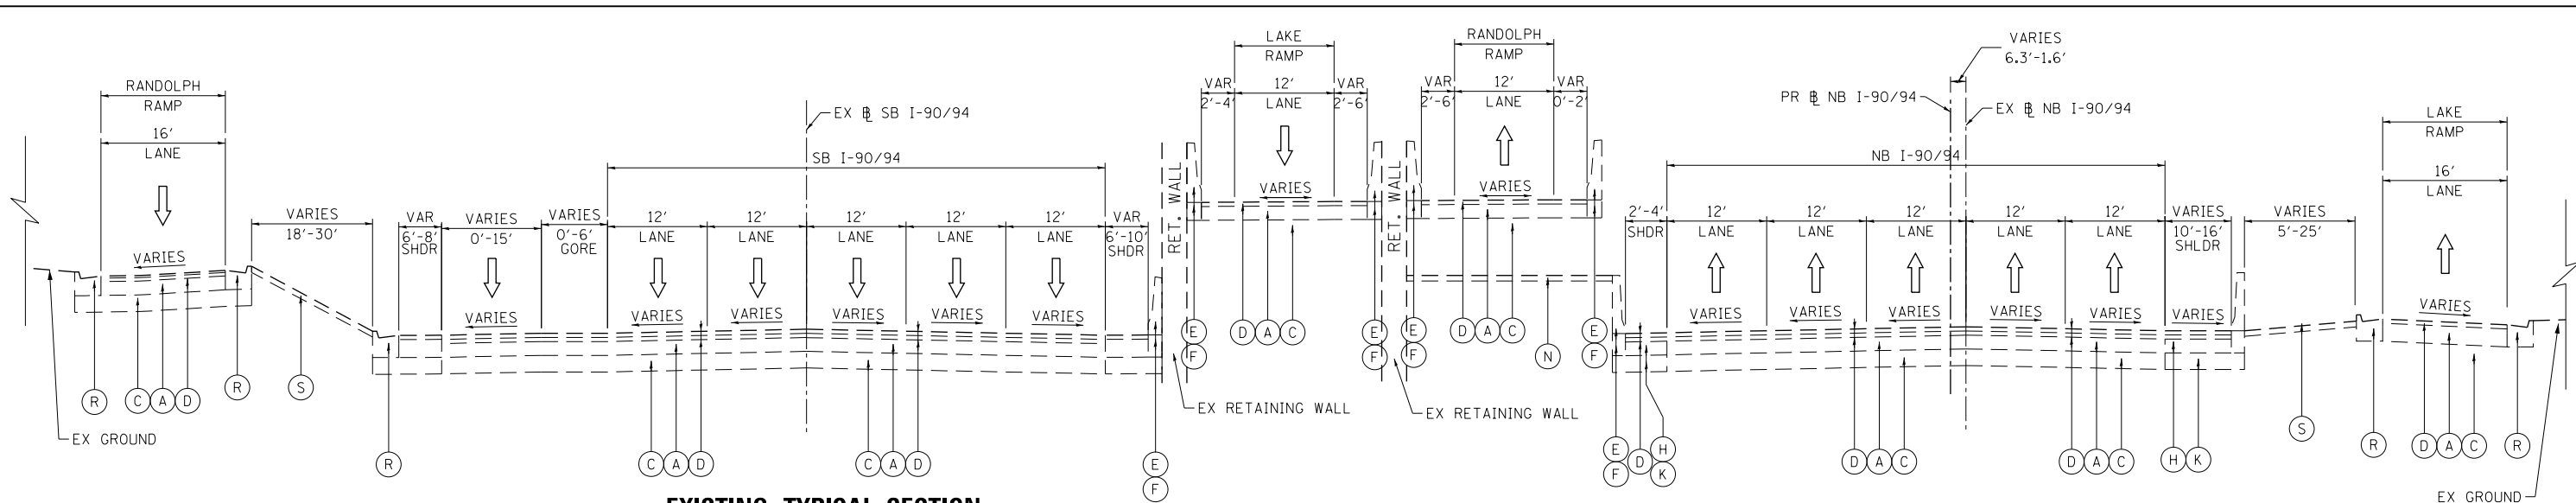 RANDOLPH
RAMP
16'
LANE
VARIES
VARIES
18'-30'
VAR
6'-8'
SHDR
VARIES
0'-15'
VARIES
VARIES
0'-6'
GORE
SB I-90/94
EX ⅊ SB I-90/94
12'
LANE
12'
LANE
12'
LANE
12'
LANE
12'
LANE
VARIES
VARIES
VARIES
VARIES
VARIES
VAR
6'-10'
SHDR
RET. WALL
LAKE
RAMP
VAR
2'-4'
12'
LANE
VAR
2'-6'
VARIES
RET. WALL
RANDOLPH
RAMP
VAR
2'-6'
12'
LANE
VAR
0'-2'
VARIES
VARIES
6.3'-1.6'
PR ⅊ NB I-90/94
EX ⅊ NB I-90/94
NB I-90/94
2'-4'
SHDR
12'
LANE
12'
LANE
12'
LANE
12'
LANE
12'
LANE
VARIES
10'-16'
SHLDR
VARIES
VARIES
VARIES
VARIES
VARIES
VARIES
VARIES
5'-25'
LAKE
RAMP
16'
LANE
VARIES
R
C A D
R
S
EX GROUND
R
C A D
C A D
E
F
EX RETAINING WALL
E
F
D A C
E
F
E
F
EX RETAINING WALL
D A C
N
E
F
E
F
D
H
K
D A C
D A C
H K
S
R
D A C
R
EX GROUND
EXISTING TYPICAL SECTION